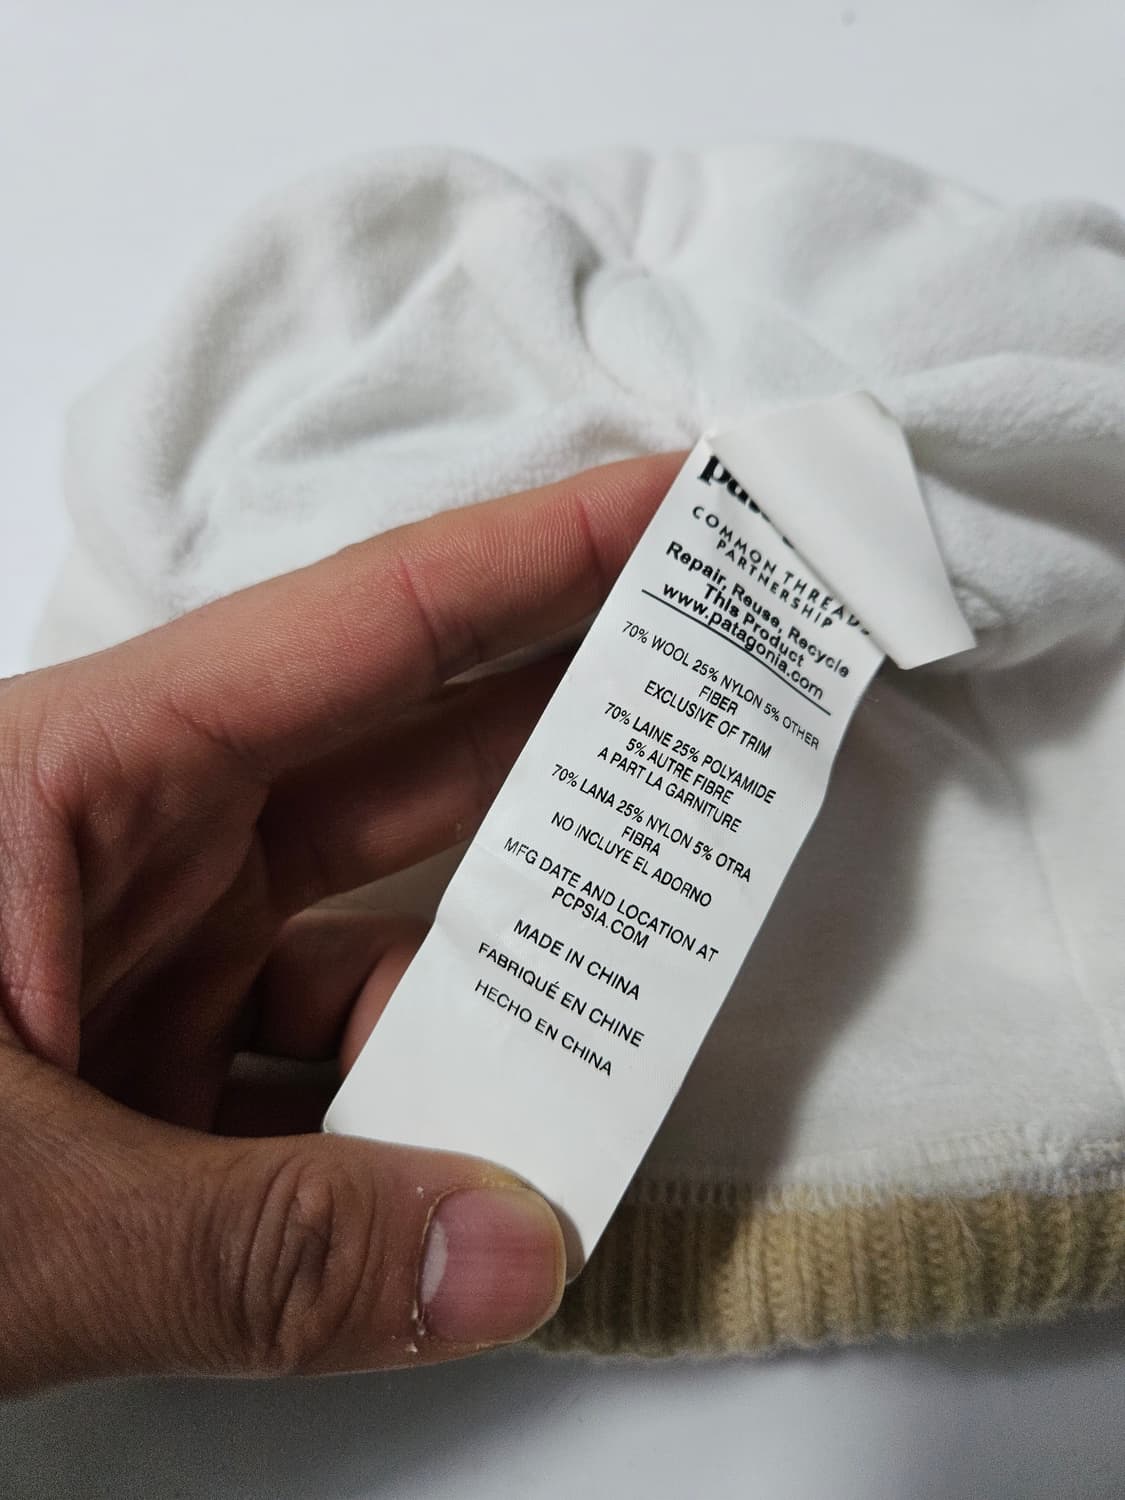 COMMON THREADS
PARTNERSHIP
Repair, Reuse, Recycle
This Product
www.patagonia.com
70% WOOL 25% NYLON 5% OTHER
FIBER
EXCLUSIVE OF TRIM
70% LAINE 25% POLYAMIDE
5% AUTRE FIBRE
A PART LA GARNITURE
70% LANA 25% NYLON 5% OTRA
FIBRA
NO INCLUYE EL ADORNO
MFG DATE AND LOCATION AT
PCPSIA.COM
MADE IN CHINA
FABRIQUÉ EN CHINE
HECHO EN CHINA